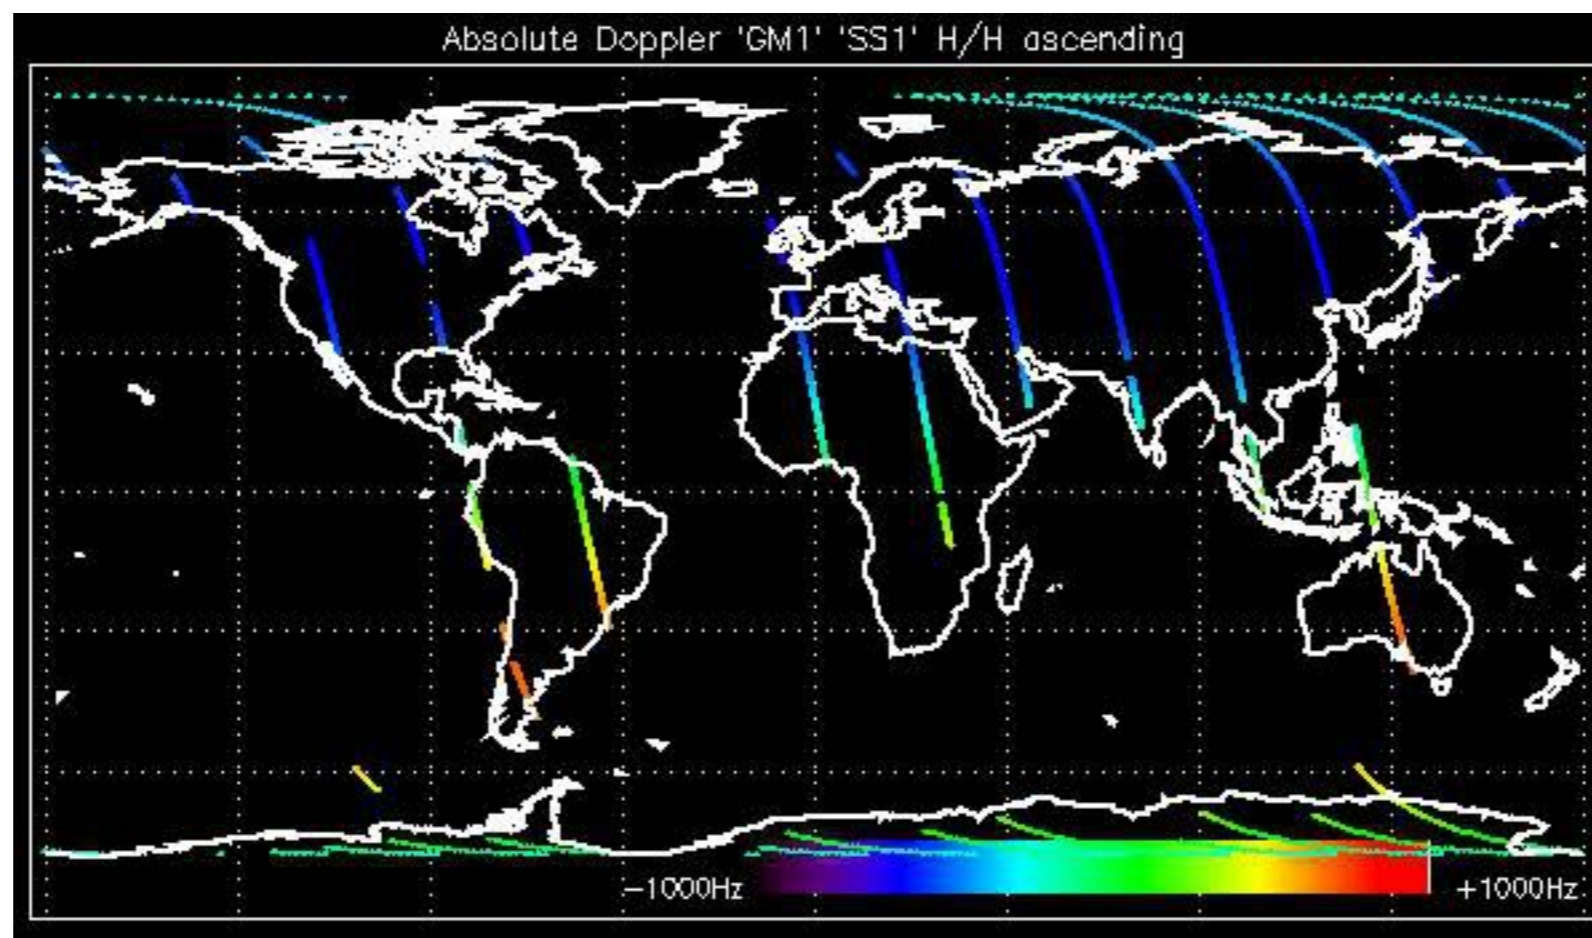 Absolute Doppler 'GM1' 'SS1' H/H ascending
-1000Hz
+1000Hz